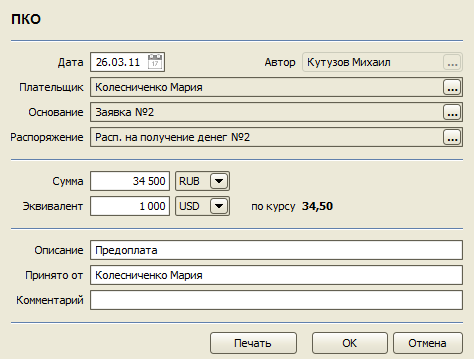 ПКО
Дата 26.03.11 17 Автор Кутузов Михаил ...
Плательщик Колесниченко Мария ...
Основание Заявка №2 ...
Распоряжение Расп. на получение денег №2 ...
Сумма 34 500 RUB
Эквивалент 1 000 USD по курсу 34,50
Описание Предоплата
Принято от Колесниченко Мария
Комментарий
Печать OK Отмена